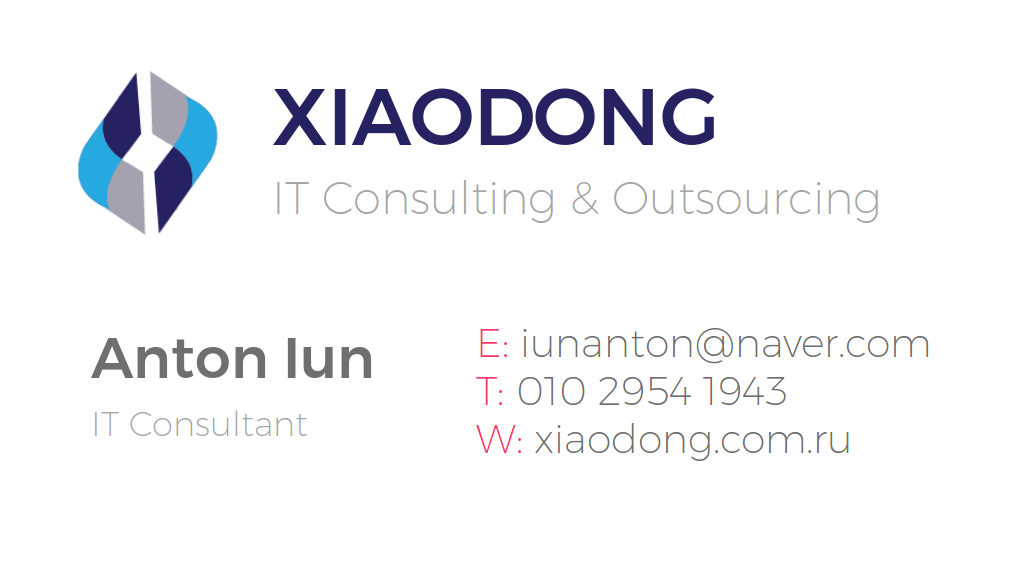 XIAODONG
IT Consulting & Outsourcing
Anton Iun
IT Consultant
E: iunanton@naver.com
T: 010 2954 1943
W: xiaodong.com.ru